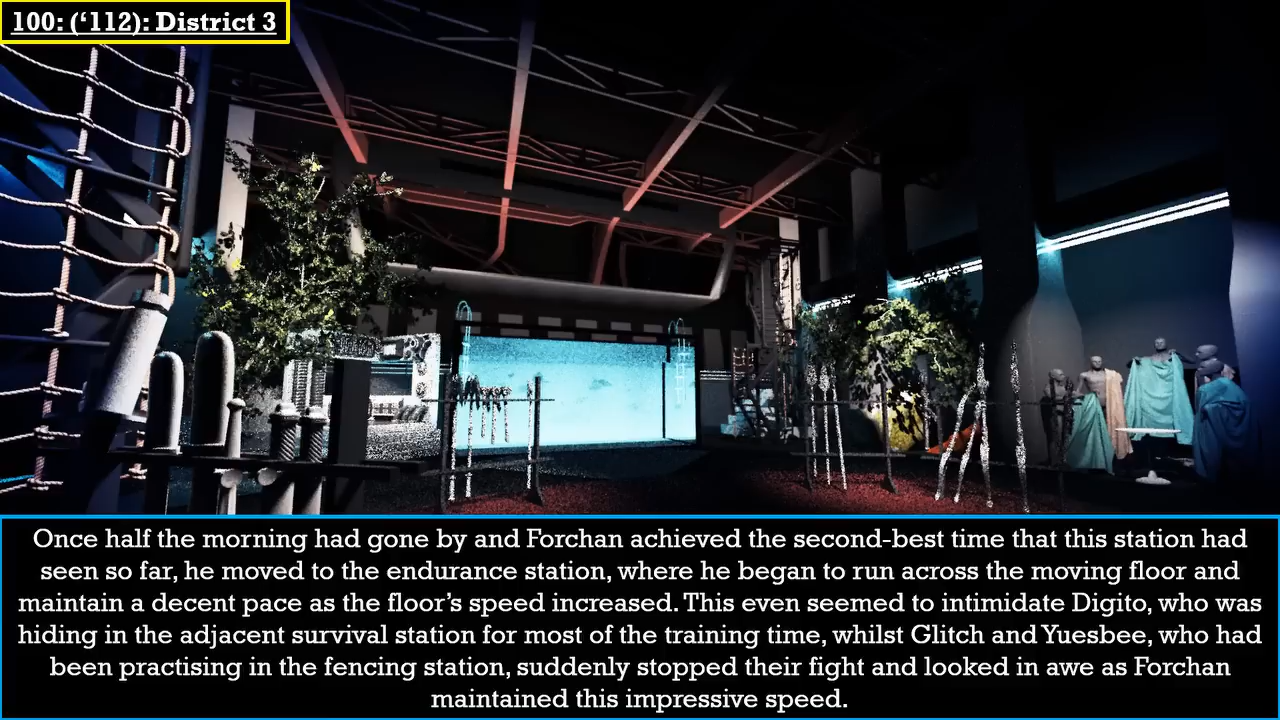 100: (‘112): District 3
Once half the morning had gone by and Forchan achieved the second-best time that this station had
seen so far, he moved to the endurance station, where he began to run across the moving floor and
maintain a decent pace as the floor’s speed increased. This even seemed to intimidate Digito, who was
hiding in the adjacent survival station for most of the training time, whilst Glitch and Yuesbee, who had
been practising in the fencing station, suddenly stopped their fight and looked in awe as Forchan
maintained this impressive speed.